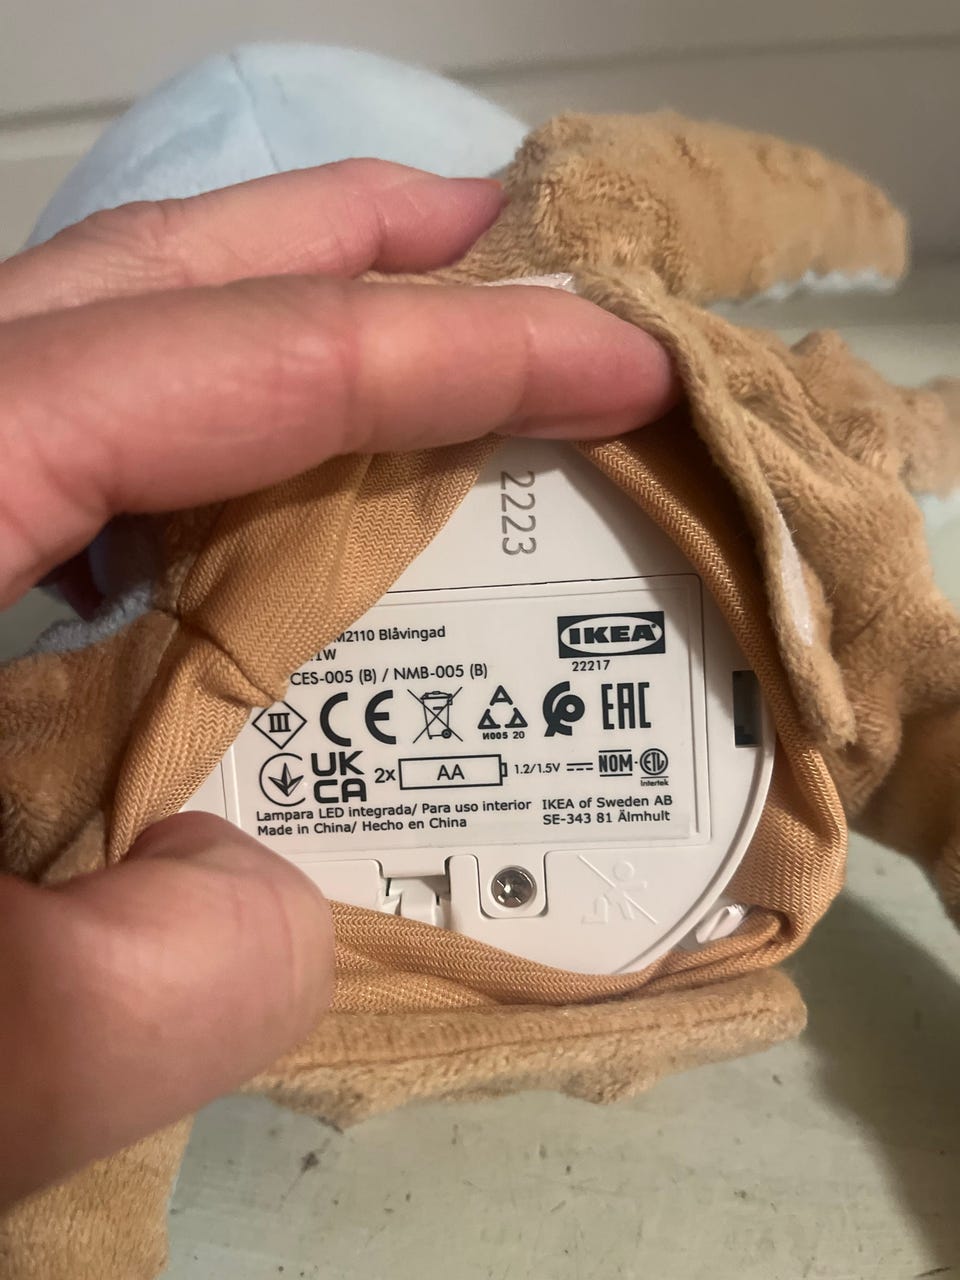 2223
M2110 Blåvingad
1W
IKEA
22217
CES-005 (B) / NMB-005 (B)
III
CE
И005 20
EAC
UK
CA
2x AA 1.2/1.5V NOM ETL
Intertek
Lampara LED integrada/ Para uso interior
Made in China/ Hecho en China
IKEA of Sweden AB
SE-343 81 Älmhult